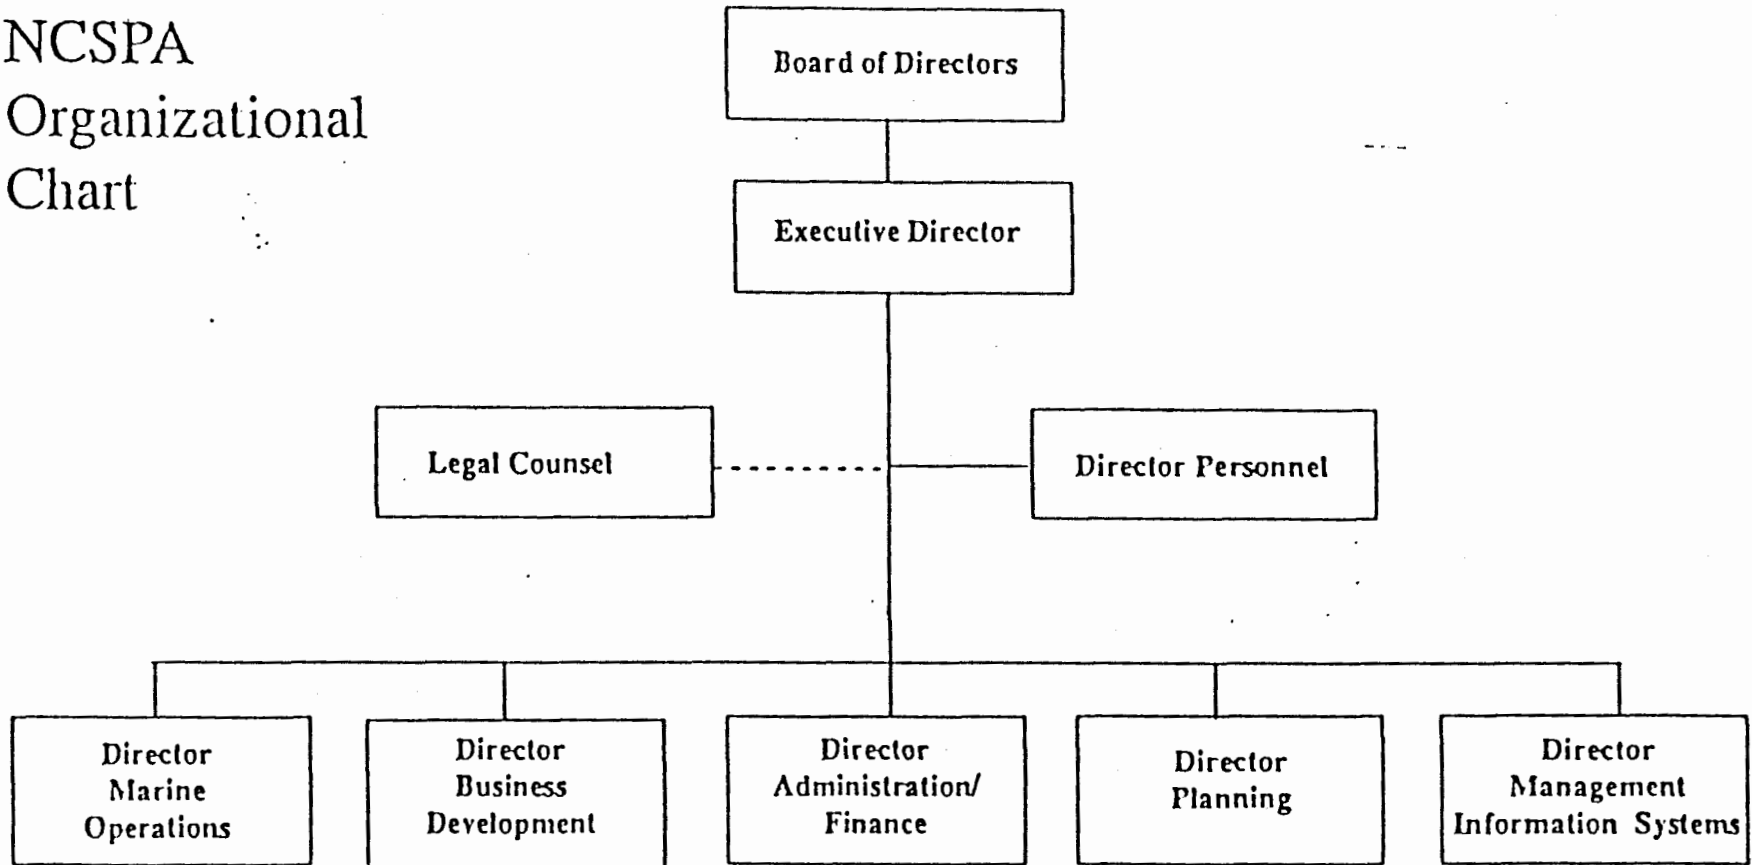 NCSPA
Organizational
Chart
Board of Directors
Executive Director
Legal Counsel
Director Personnel
Director
Marine
Operations
Director
Business
Development
Director
Administration/
Finance
Director
Planning
Director
Management
Information Systems